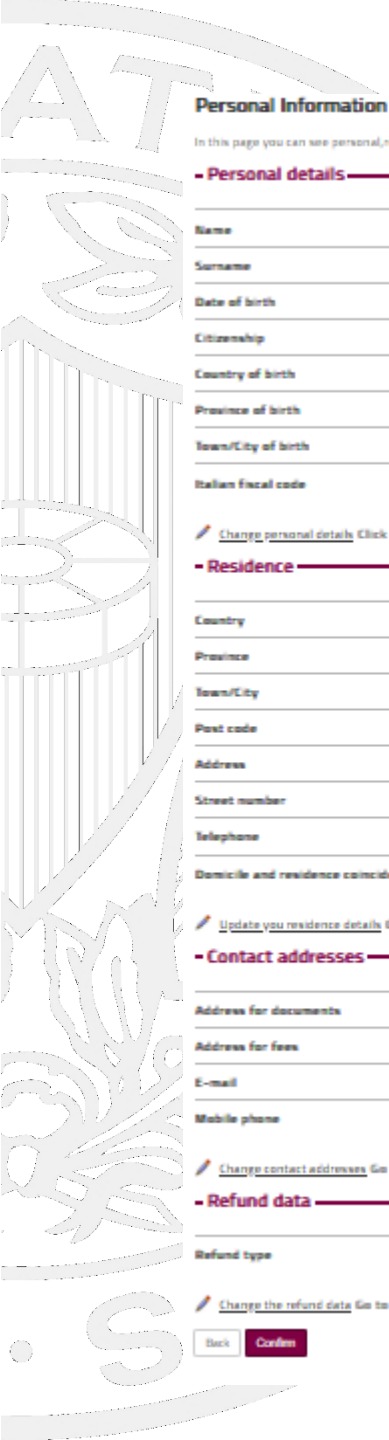 AT
Personal Information
In this page you can see personal,
- Personal details
Name
Surname
Date of birth
Citizenship
Country of birth
Province of birth
Town/City of birth
Italian fiscal code
Change personal details Click
- Residence
Country
Province
Town/City
Post code
Address
Street number
Telephone
Domicile and residence coincid
Update you residence details
- Contact addresses
Address for documents
Address for fees
E-mail
Mobile phone
Change contact addresses Go
- Refund data
Refund type
Change the refund data Go to
Back Confirm
· S